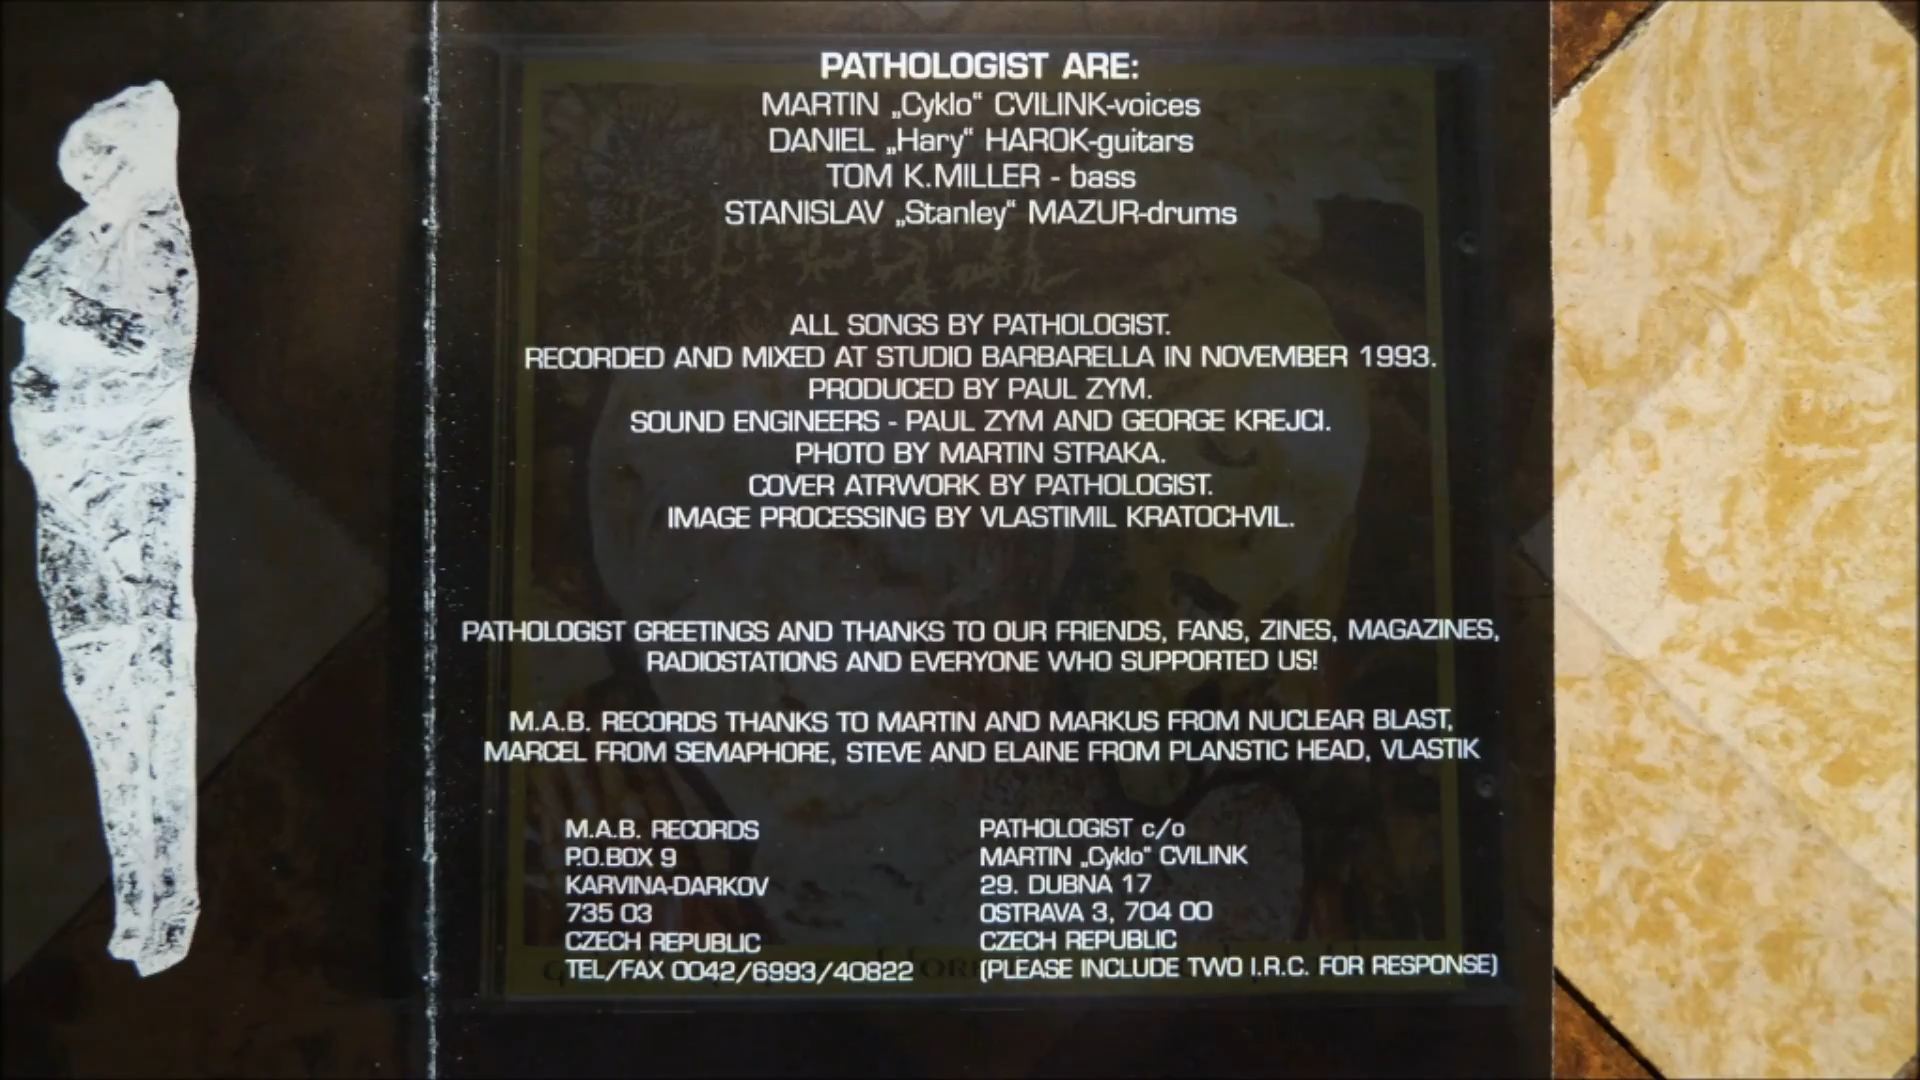 PATHOLOGIST ARE:
MARTIN „Cyklo“ CVILINK-voices
DANIEL „Hary“ HAROK-guitars
TOM K.MILLER - bass
STANISLAV „Stanley“ MAZUR-drums
ALL SONGS BY PATHOLOGIST.
RECORDED AND MIXED AT STUDIO BARBARELLA IN NOVEMBER 1993.
PRODUCED BY PAUL ZYM.
SOUND ENGINEERS - PAUL ZYM AND GEORGE KREJCI.
PHOTO BY MARTIN STRAKA.
COVER ATRWORK BY PATHOLOGIST.
IMAGE PROCESSING BY VLASTIMIL KRATOCHVIL.
PATHOLOGIST GREETINGS AND THANKS TO OUR FRIENDS, FANS, ZINES, MAGAZINES,
RADIOSTATIONS AND EVERYONE WHO SUPPORTED US!
M.A.B. RECORDS THANKS TO MARTIN AND MARKUS FROM NUCLEAR BLAST,
MARCEL FROM SEMAPHORE, STEVE AND ELAINE FROM PLANSTIC HEAD, VLASTIK
M.A.B. RECORDS
P.O.BOX 9
KARVINA-DARKOV
735 03
CZECH REPUBLIC
TEL/FAX 0042/6993/40822
PATHOLOGIST c/o
MARTIN „Cyklo“ CVILINK
29. DUBNA 17
OSTRAVA 3, 704 00
CZECH REPUBLIC
(PLEASE INCLUDE TWO I.R.C. FOR RESPONSE)